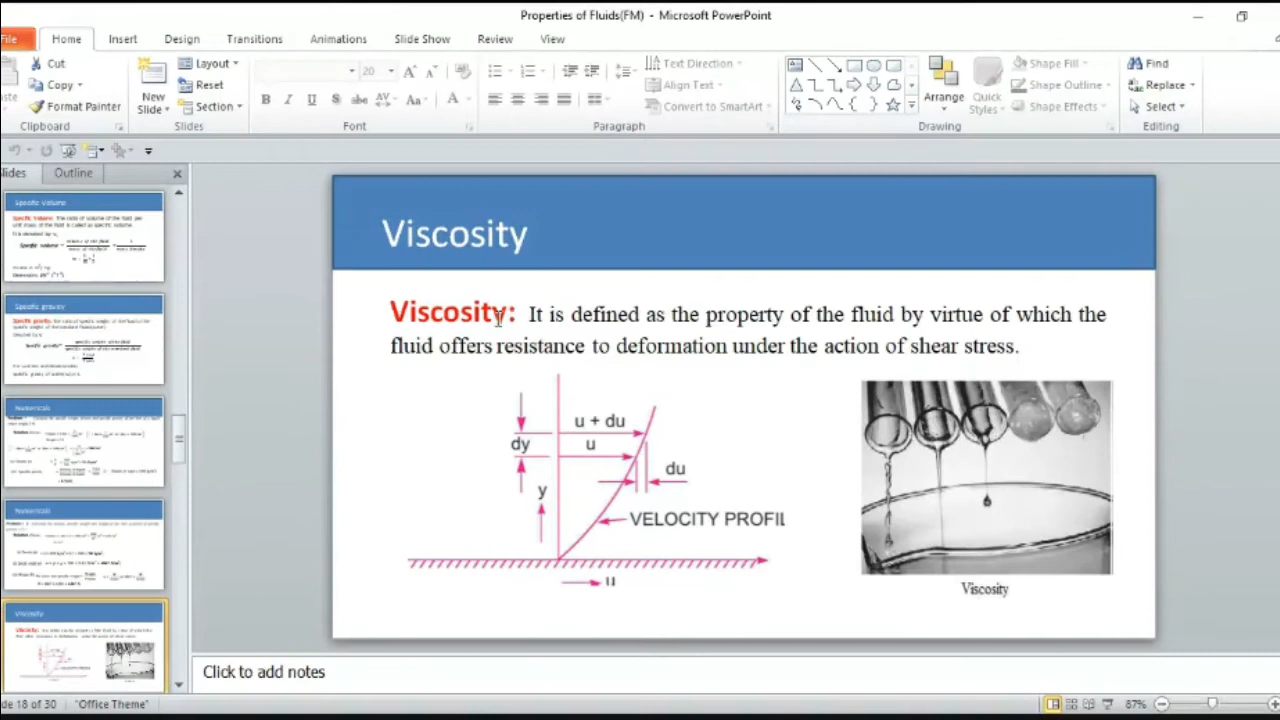 Properties of Fluids(FM) - Microsoft PowerPoint
File Home Insert Design Transitions Animations Slide Show Review View
Cut
Copy
Format Painter
Clipboard
New Slide
Layout
Reset
Section
Slides
20
B I U S abc AV Aa A
Font
Text Direction
Align Text
Convert to SmartArt
Paragraph
Arrange
Quick Styles
Shape Fill
Shape Outline
Shape Effects
Drawing
Find
Replace
Select
Editing
lides Outline
Specific Volume
Specific gravity
Numericals
Numericals
Viscosity
Viscosity
Viscosity: It is defined as the property of the fluid by virtue of which the
fluid offers resistance to deformation under the action of shear stress.
u + du
dy
u
du
y
VELOCITY PROFIL
u
Viscosity
Click to add notes
de 18 of 30 "Office Theme" 87%